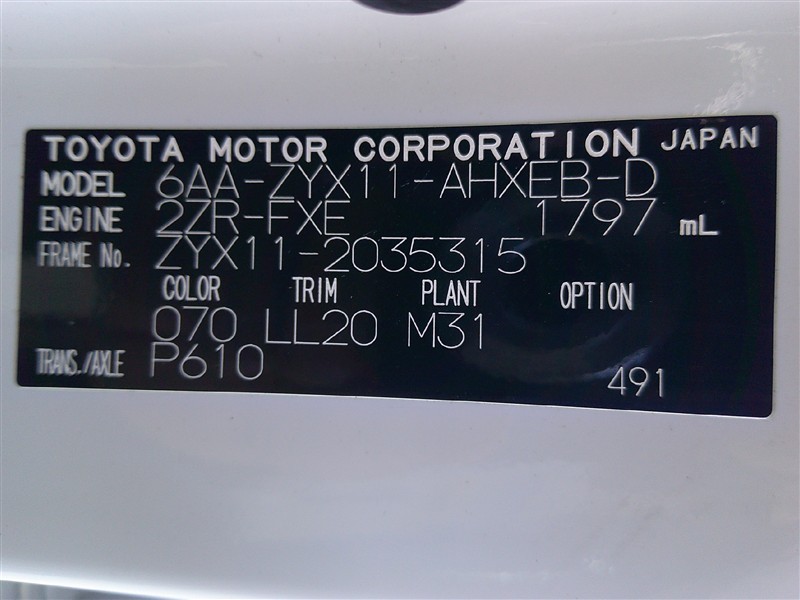 TOYOTA MOTOR CORPORATION JAPAN
MODEL 6AA-ZYX11-AHXEB-D
ENGINE 2ZR-FXE 1797 mL
FRAME No. ZYX11-2035315
COLOR TRIM PLANT OPTION
070 LL20 M31
TRANS./AXLE P610
491